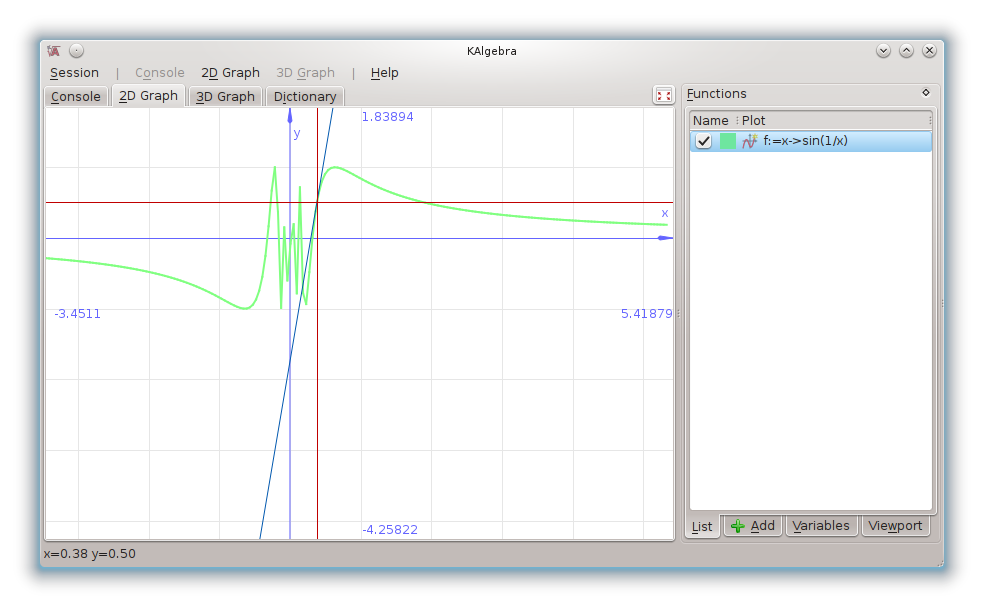 KAlgebra
Session | Console 2D Graph 3D Graph | Help
Console 2D Graph 3D Graph Dictionary
Functions
Name Plot
f:=x->sin(1/x)
1.83894
y
x
-3.4511
5.41879
-4.25822
List Add Variables Viewport
x=0.38 y=0.50